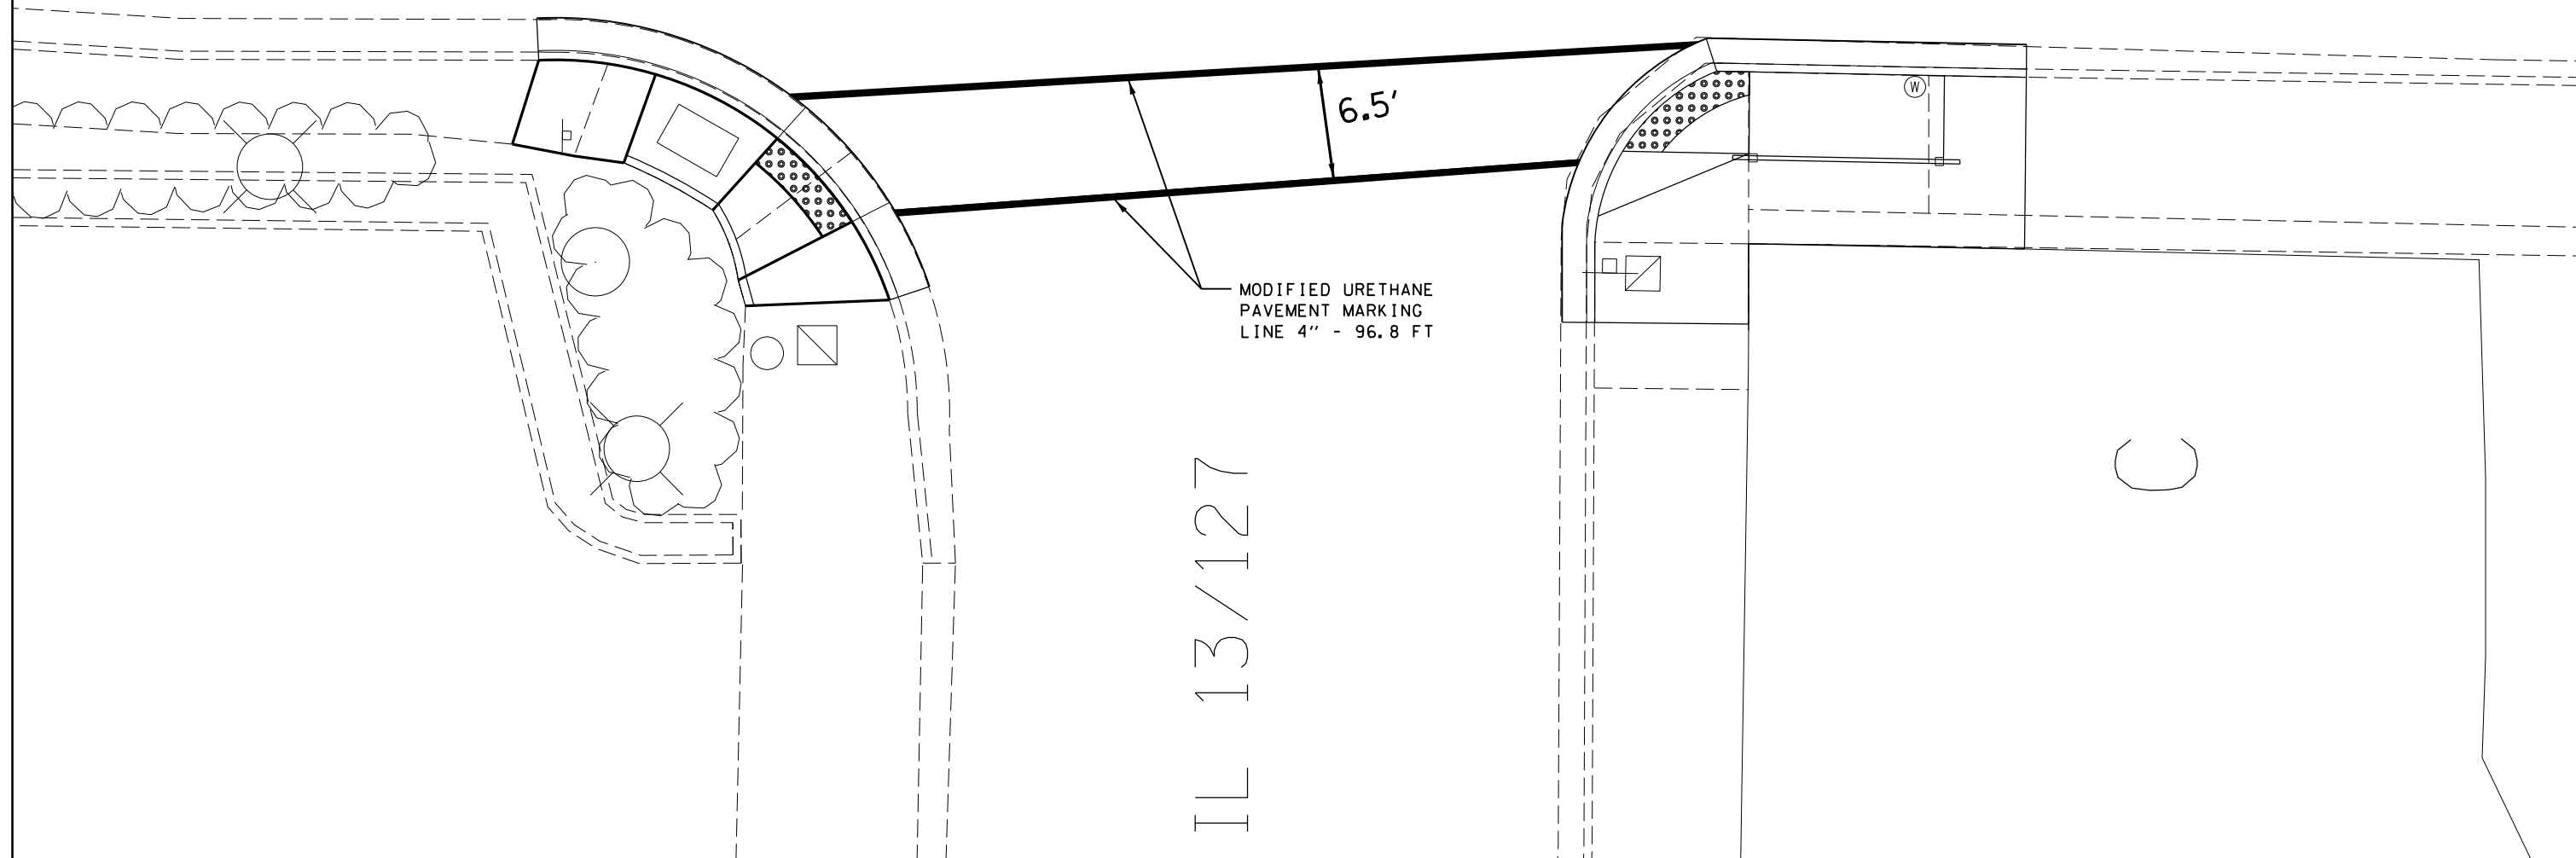 W
6.5'
MODIFIED URETHANE
PAVEMENT MARKING
LINE 4" - 96.8 FT
IL 13/127